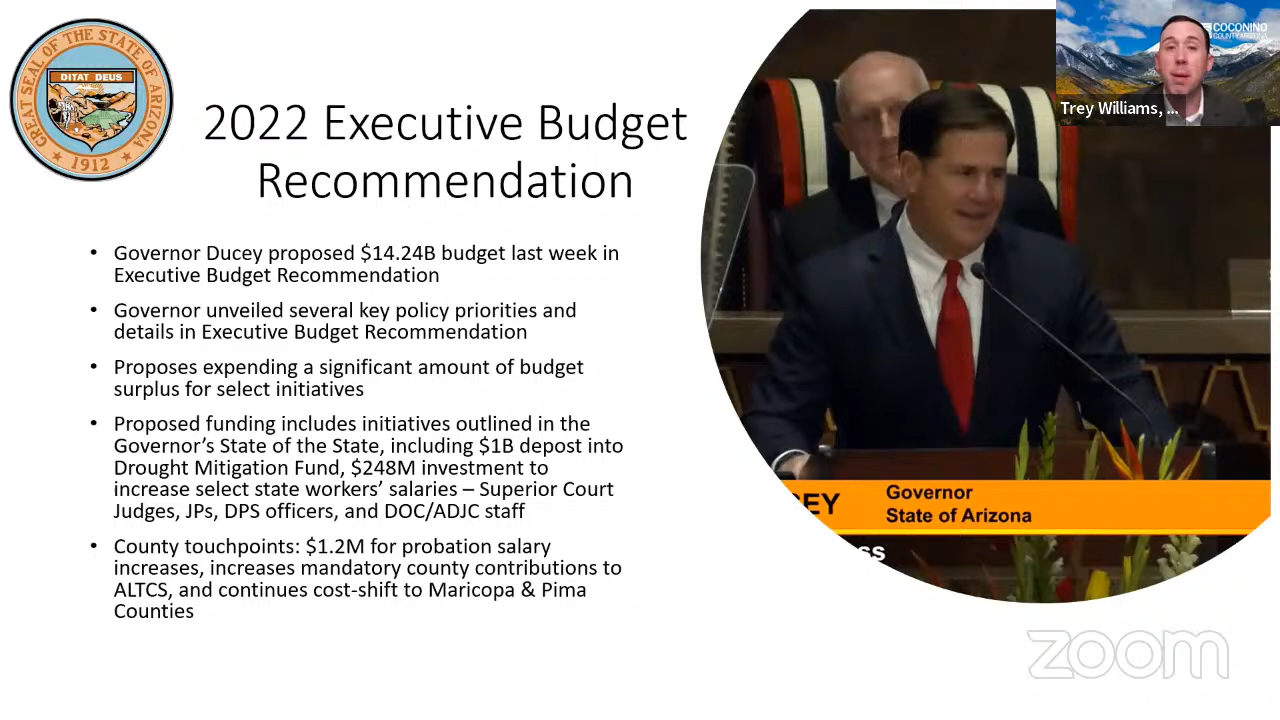 GREAT SEAL OF THE STATE OF ARIZONA
DITAT DEUS
1912
2022 Executive Budget
Recommendation
• Governor Ducey proposed $14.24B budget last week in
Executive Budget Recommendation
• Governor unveiled several key policy priorities and
details in Executive Budget Recommendation
• Proposes expending a significant amount of budget
surplus for select initiatives
• Proposed funding includes initiatives outlined in the
Governor’s State of the State, including $1B depost into
Drought Mitigation Fund, $248M investment to
increase select state workers’ salaries – Superior Court
Judges, JPs, DPS officers, and DOC/ADJC staff
• County touchpoints: $1.2M for probation salary
increases, increases mandatory county contributions to
ALTCS, and continues cost-shift to Maricopa & Pima
Counties
COCONINO
COUNTY ARIZONA
Trey Williams, ...
EY
Governor
State of Arizona
ss
zoom